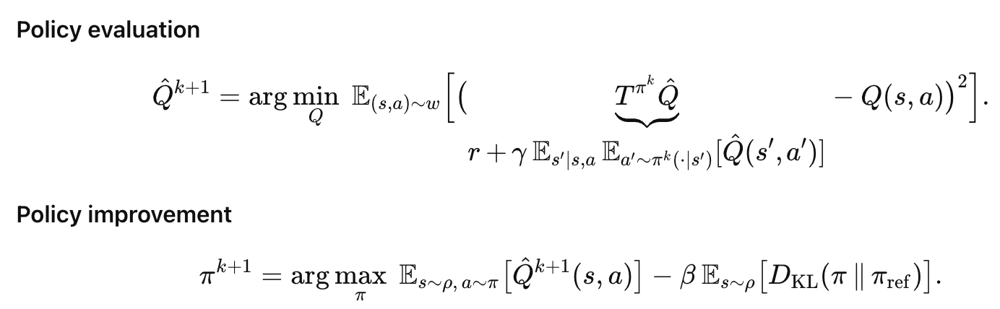 Policy evaluation
$\hat{Q}^{k+1} = \arg\min_{Q} \; \mathbb{E}_{(s,a)\sim w}\Big[\big(\underbrace{T^{\pi^k}\hat{Q}}_{r+\gamma\,\mathbb{E}_{s'|s,a}\,\mathbb{E}_{a'\sim\pi^k(\cdot|s')}[\hat{Q}(s',a')]} - Q(s,a)\big)^2\Big].$
Policy improvement
$\pi^{k+1} = \arg\max_{\pi} \; \mathbb{E}_{s\sim\rho,\,a\sim\pi}\big[\hat{Q}^{k+1}(s,a)\big] - \beta\,\mathbb{E}_{s\sim\rho}\big[D_{\mathrm{KL}}(\pi \,\|\, \pi_{\mathrm{ref}})\big].$